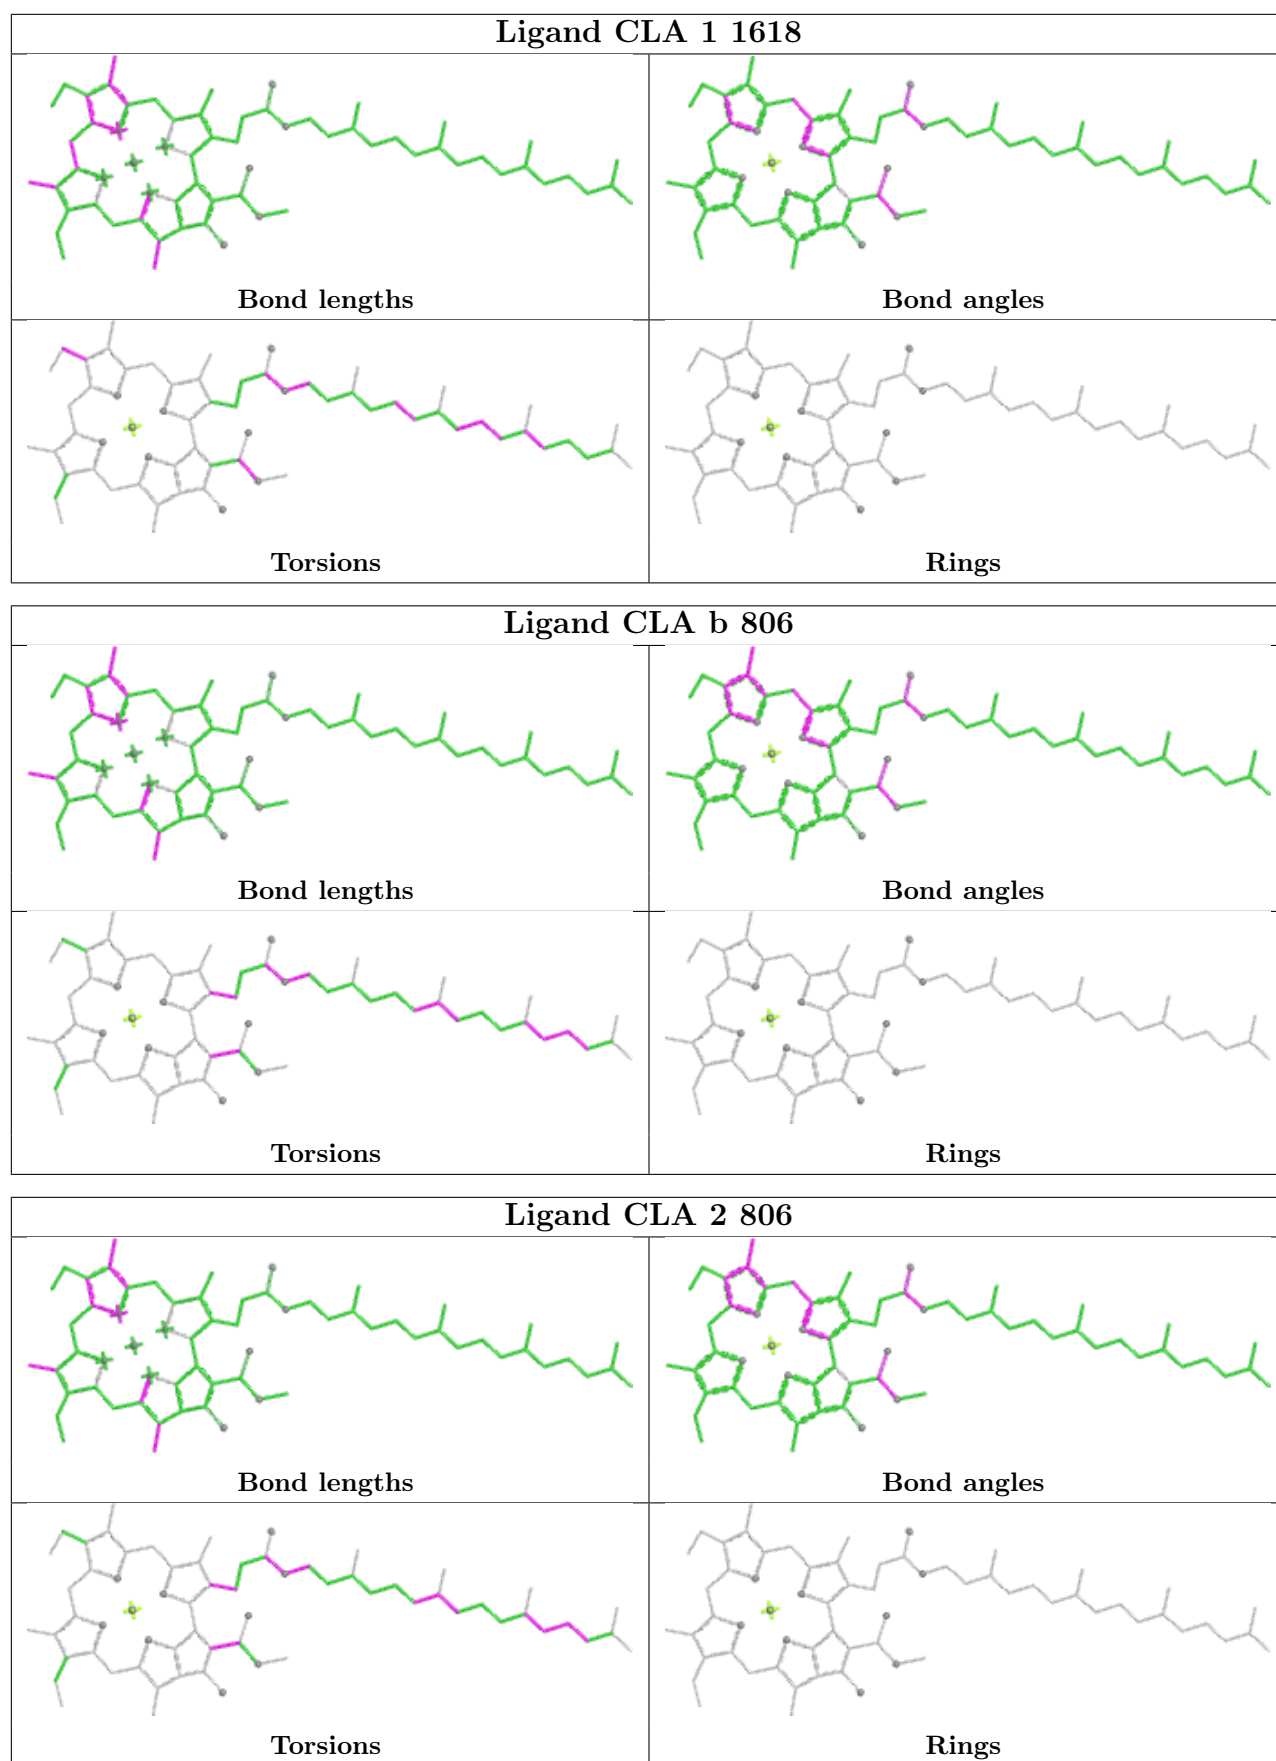 Ligand CLA 1 1618
Bond lengths
Bond angles
Torsions
Rings
Ligand CLA b 806
Bond lengths
Bond angles
Torsions
Rings
Ligand CLA 2 806
Bond lengths
Bond angles
Torsions
Rings